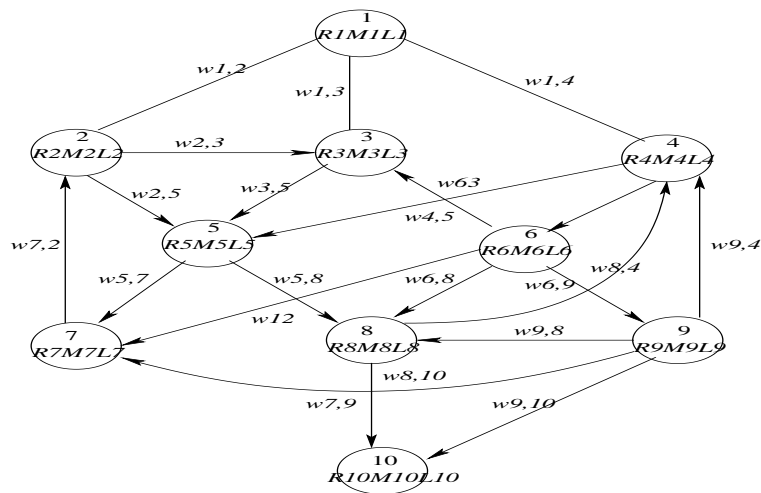 1
R1M1L1
w1,2
w1,3
w1,4
2
R2M2L2
w2,3
3
R3M3L3
4
R4M4L4
w2,5
w3,5
w63
w4,5
5
R5M5L5
6
R6M6L6
w7,2
w5,7
w5,8
w6,8
w6,9
w8,4
w9,4
w12
7
R7M7L7
8
R8M8L8
w9,8
9
R9M9L9
w8,10
w7,9
w9,10
10
R10M10L10